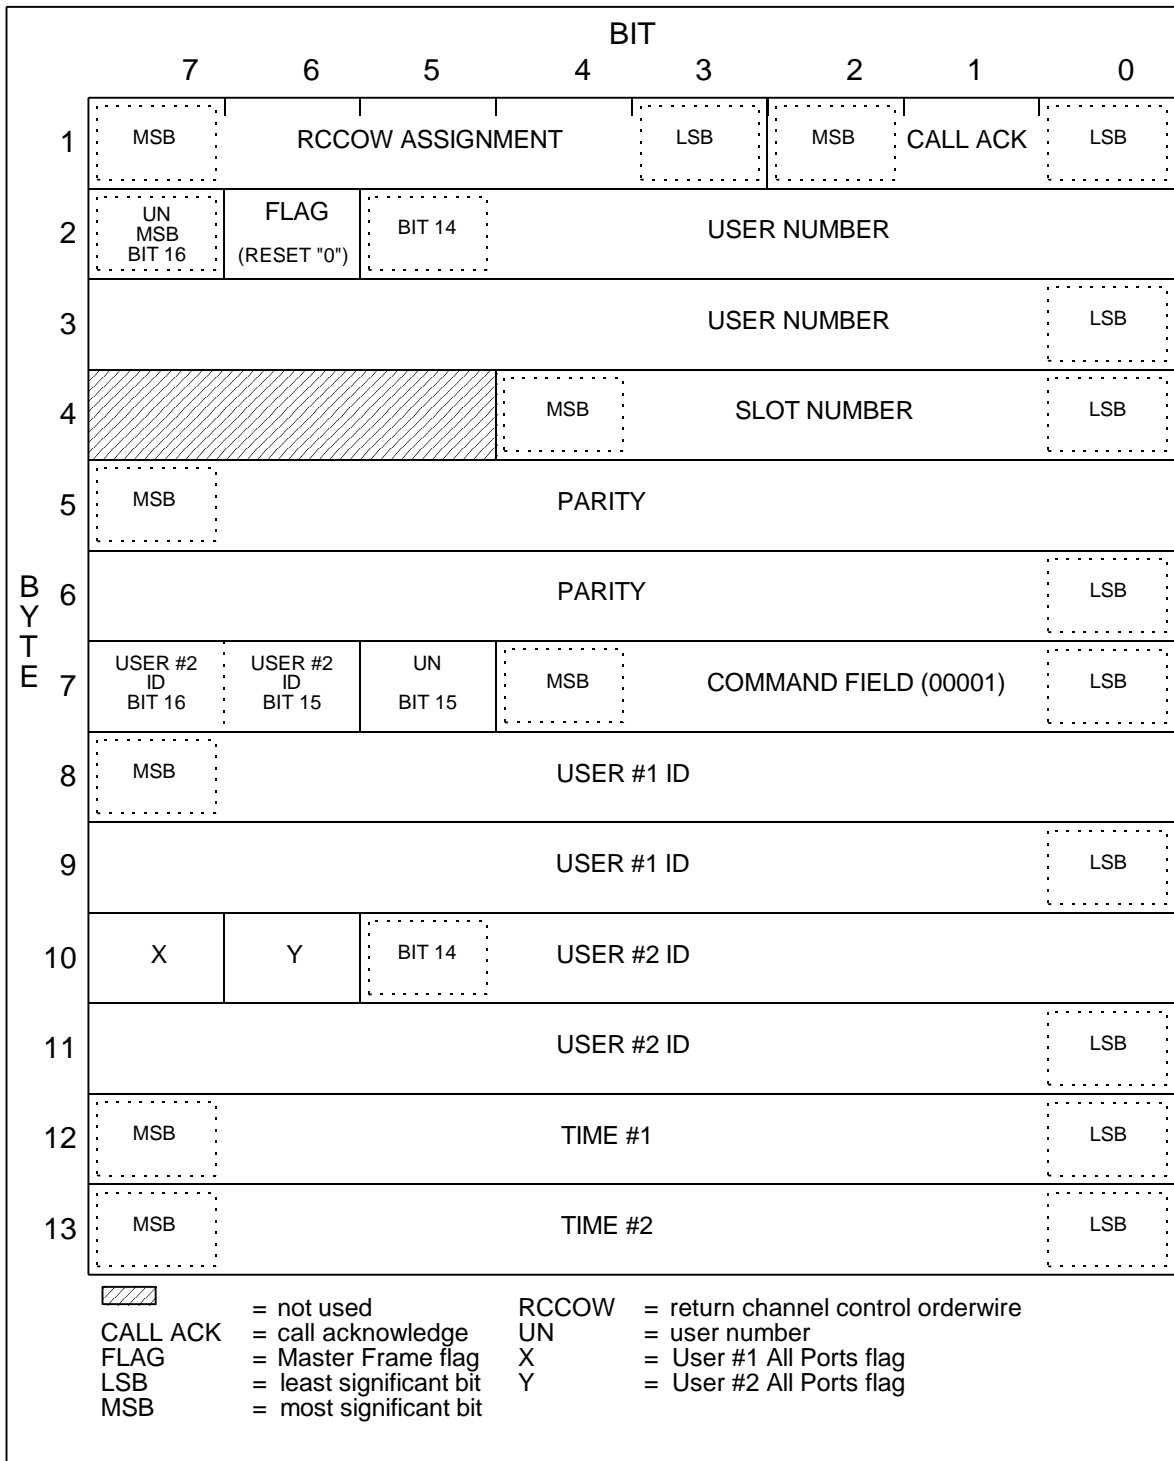 BIT
7 6 5 4 3 2 1 0
1 MSB RCCOW ASSIGNMENT LSB MSB CALL ACK LSB
UN FLAG
2 MSB BIT 14 USER NUMBER
BIT 16 (RESET "0")
3 USER NUMBER LSB
4 MSB SLOT NUMBER LSB
5 MSB PARITY
6 PARITY LSB
BYTE
USER #2 USER #2 UN
7 ID ID MSB COMMAND FIELD (00001) LSB
BIT 16 BIT 15 BIT 15
8 MSB USER #1 ID
9 USER #1 ID LSB
10 X Y BIT 14 USER #2 ID
11 USER #2 ID LSB
12 MSB TIME #1 LSB
13 MSB TIME #2 LSB
= not used RCCOW = return channel control orderwire
CALL ACK = call acknowledge UN = user number
FLAG = Master Frame flag X = User #1 All Ports flag
LSB = least significant bit Y = User #2 All Ports flag
MSB = most significant bit